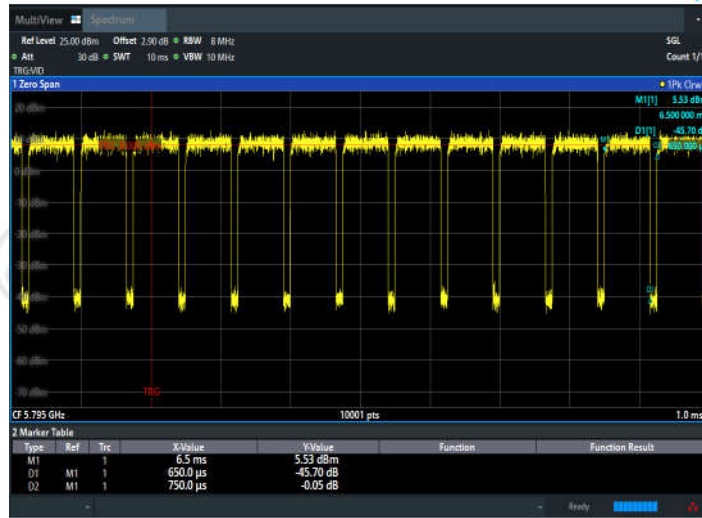 MultiView Spectrum
Ref Level 25.00 dBm Offset 2.90 dB RBW 8 MHz SGL
Att 30 dB SWT 10 ms VBW 10 MHz Count 1/1
TRG:VID
1 Zero Span 1Pk Clrw
M1[1] 5.53 dBm
20 dBm
6.500 000 m
D1[1] -45.70 d
850.000 µ
0 dBm
-10 dBm
-20 dBm
-30 dBm
D1
-40 dBm
-50 dBm
-60 dBm
-70 dBm
TRG
CF 5.795 GHz 10001 pts 1.0 ms
2 Marker Table
Type Ref Trc X-Value Y-Value Function Function Result
M1 1 6.5 ms 5.53 dBm
D1 M1 1 650.0 µs -45.70 dB
D2 M1 1 750.0 µs -0.05 dB
Ready